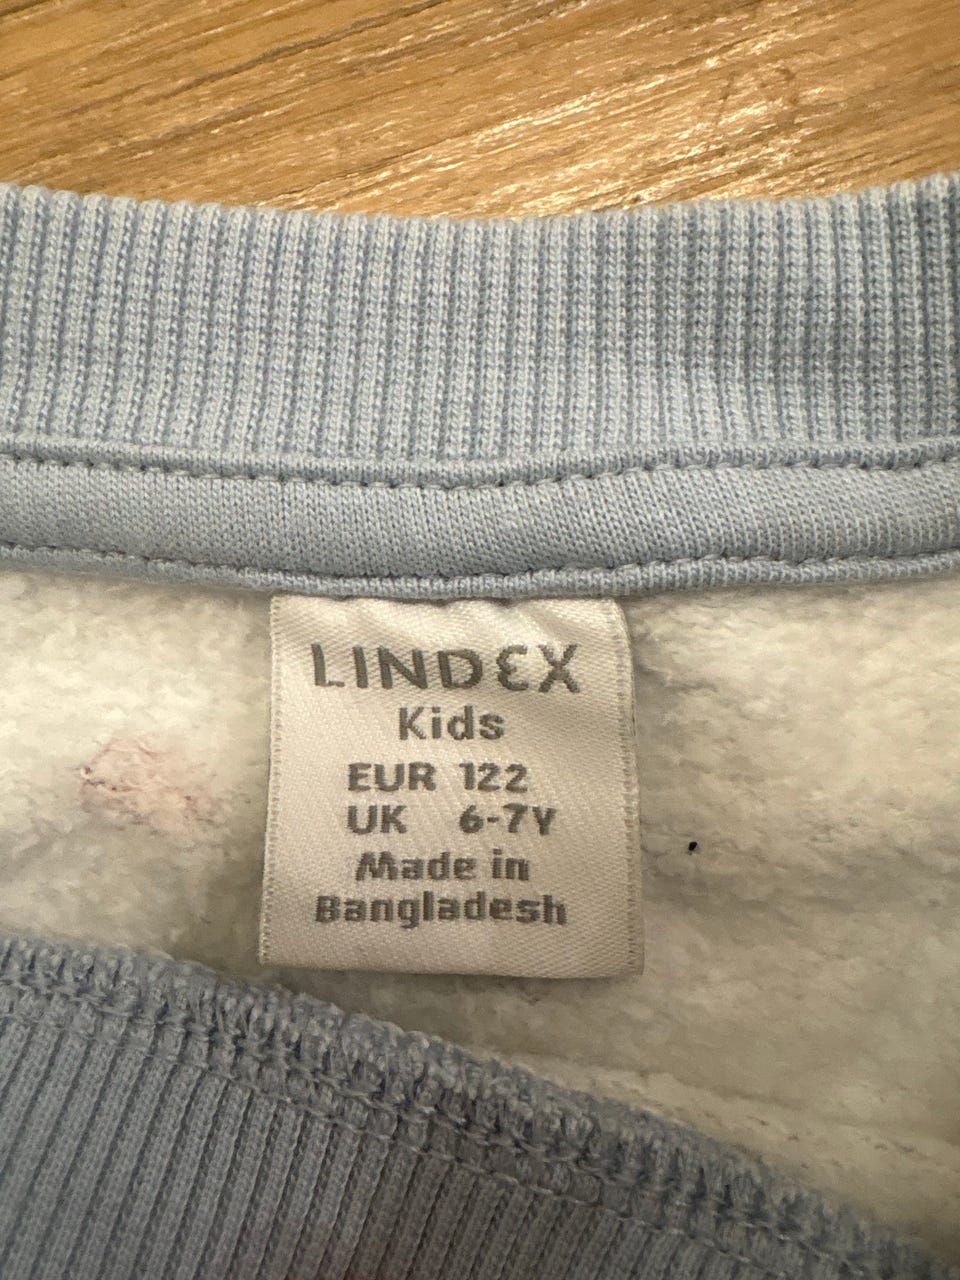 LINDEX
Kids
EUR 122
UK 6-7Y
Made in
Bangladesh